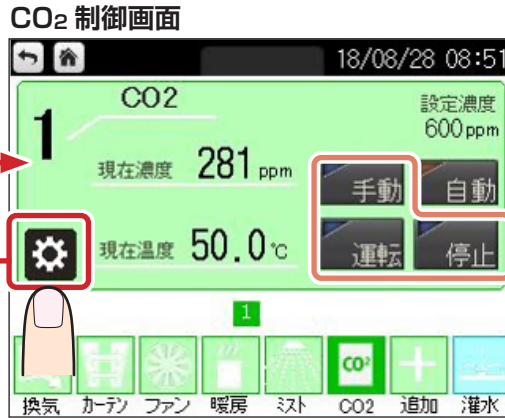 CO₂ 制御画面
18/08/28 08:51
1
CO2
設定濃度
600ppm
現在濃度 281 ppm
手動 自動
現在温度 50.0℃
運転 停止
1
CO²
換気 カーテン ファン 暖房 ミスト CO2 追加 灌水